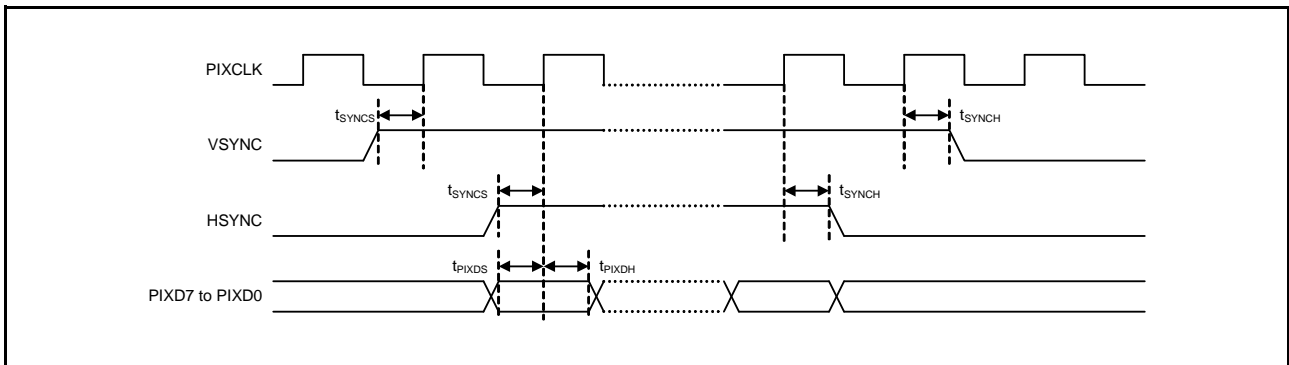 PIXCLK
tSYNCS tSYNCH
VSYNC
tSYNCS tSYNCH
HSYNC
tPIXDS tPIXDH
PIXD7 to PIXD0